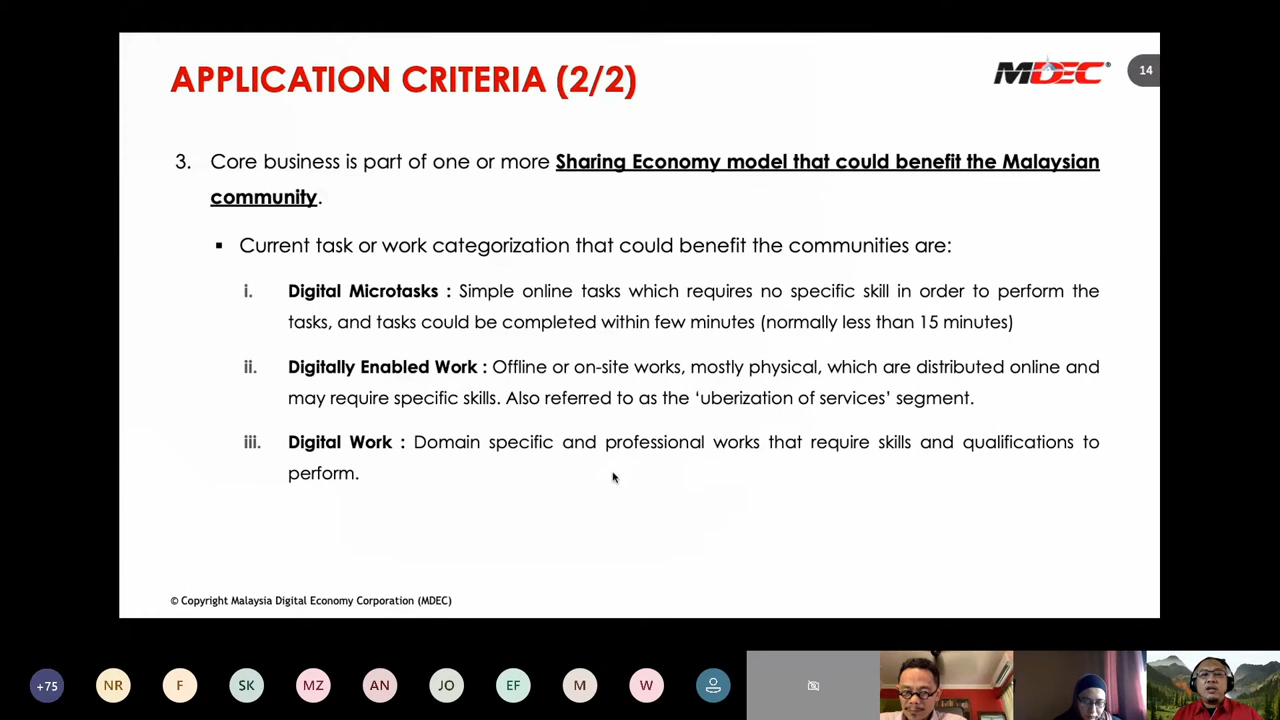 APPLICATION CRITERIA (2/2)
MDEC®
14
3. Core business is part of one or more Sharing Economy model that could benefit the Malaysian
community.
▪ Current task or work categorization that could benefit the communities are:
i. Digital Microtasks : Simple online tasks which requires no specific skill in order to perform the
tasks, and tasks could be completed within few minutes (normally less than 15 minutes)
ii. Digitally Enabled Work : Offline or on-site works, mostly physical, which are distributed online and
may require specific skills. Also referred to as the ‘uberization of services’ segment.
iii. Digital Work : Domain specific and professional works that require skills and qualifications to
perform.
© Copyright Malaysia Digital Economy Corporation (MDEC)
+75 NR F SK MZ AN JO EF M W